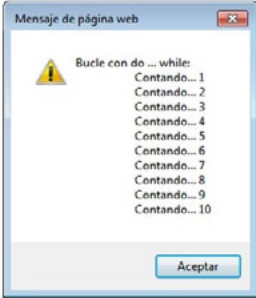 Mensaje de página web
Bucle con do ... while:
Contando... 1
Contando... 2
Contando... 3
Contando... 4
Contando... 5
Contando... 6
Contando... 7
Contando... 8
Contando... 9
Contando... 10
Aceptar